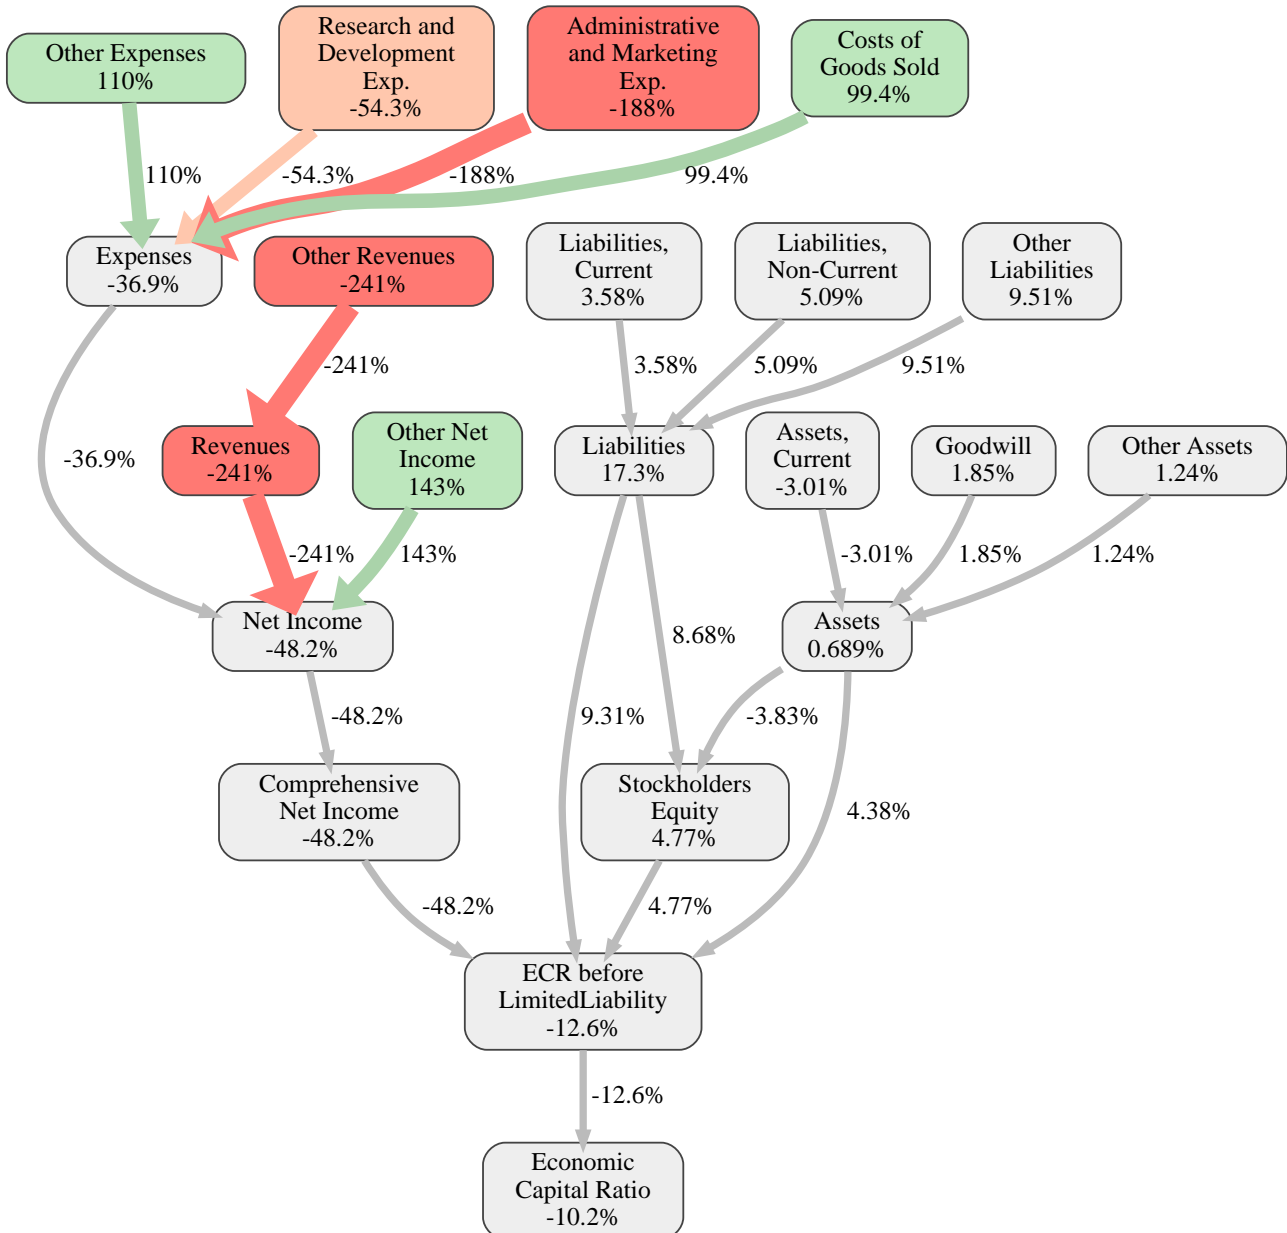 Other Expenses
110%
Research and
Development
Exp.
-54.3%
Administrative
and Marketing
Exp.
-188%
Costs of
Goods Sold
99.4%
110%
-54.3%
-188%
99.4%
Expenses
-36.9%
Other Revenues
-241%
Liabilities,
Current
3.58%
Liabilities,
Non-Current
5.09%
Other
Liabilities
9.51%
-241%
3.58%
5.09%
9.51%
-36.9%
Revenues
-241%
Other Net
Income
143%
Liabilities
17.3%
Assets,
Current
-3.01%
Goodwill
1.85%
Other Assets
1.24%
-241%
143%
-3.01%
1.85%
1.24%
Net Income
-48.2%
8.68%
Assets
0.689%
-48.2%
9.31%
-3.83%
Comprehensive
Net Income
-48.2%
Stockholders
Equity
4.77%
4.38%
-48.2%
4.77%
ECR before
LimitedLiability
-12.6%
-12.6%
Economic
Capital Ratio
-10.2%